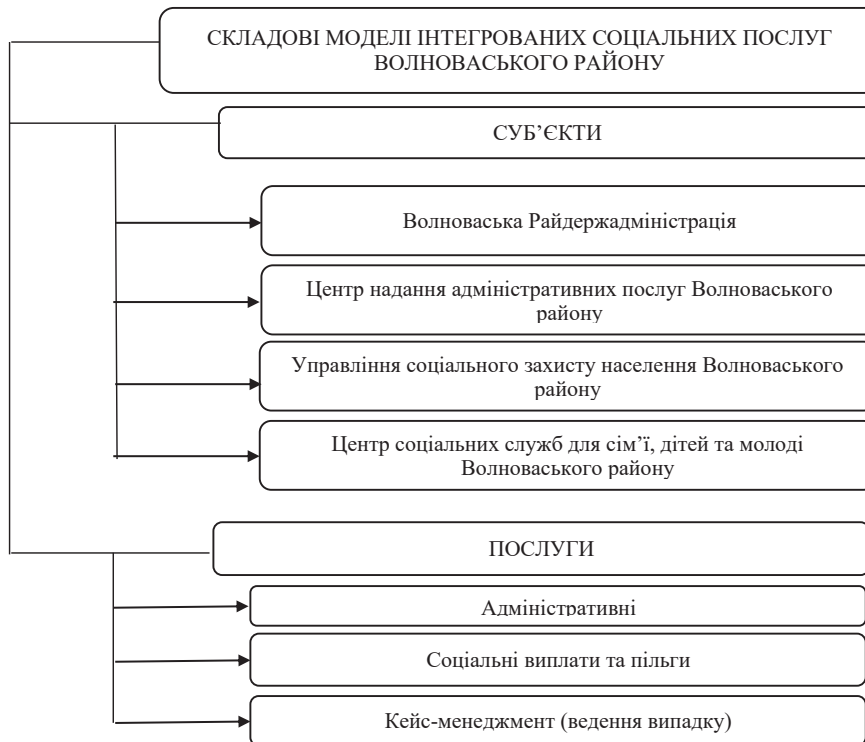 СКЛАДОВІ МОДЕЛІ ІНТЕГРОВАНИХ СОЦІАЛЬНИХ ПОСЛУГ
ВОЛНОВАСЬКОГО РАЙОНУ
СУБ’ЄКТИ
Волноваська Райдержадміністрація
Центр надання адміністративних послуг Волноваського
району
Управління соціального захисту населення Волноваського
району
Центр соціальних служб для сім’ї, дітей та молоді
Волноваського району
ПОСЛУГИ
Адміністративні
Соціальні виплати та пільги
Кейс-менеджмент (ведення випадку)